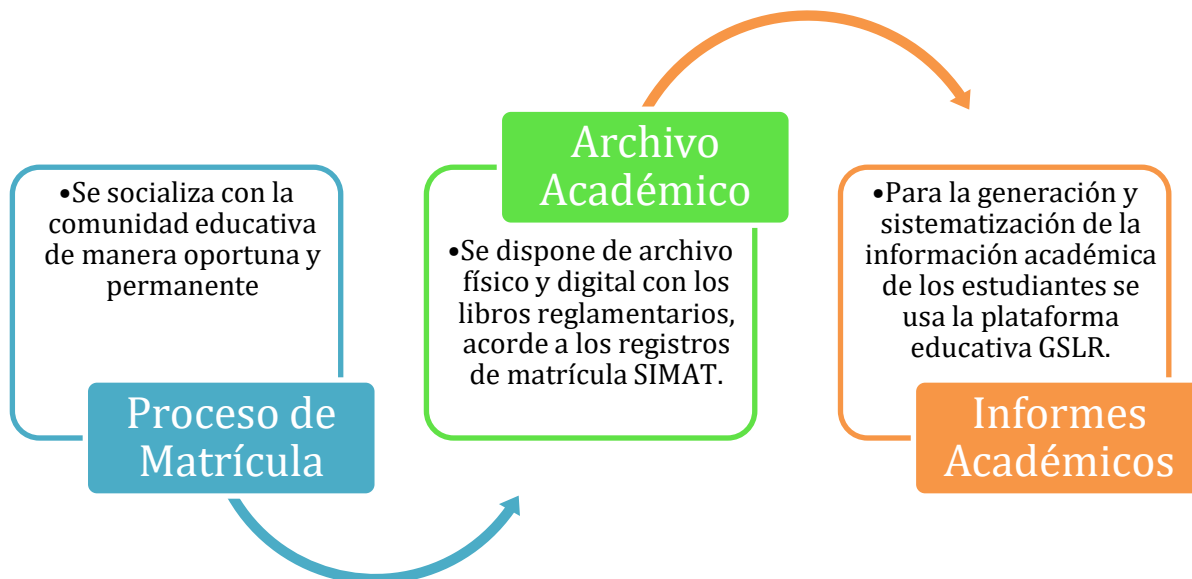 •Se socializa con la
comunidad educativa
de manera oportuna y
permanente
Proceso de
Matrícula
Archivo
Académico
•Se dispone de archivo
físico y digital con los
libros reglamentarios,
acorde a los registros
de matrícula SIMAT.
•Para la generación y
sistematización de la
información académica
de los estudiantes se
usa la plataforma
educativa GSLR.
Informes
Académicos